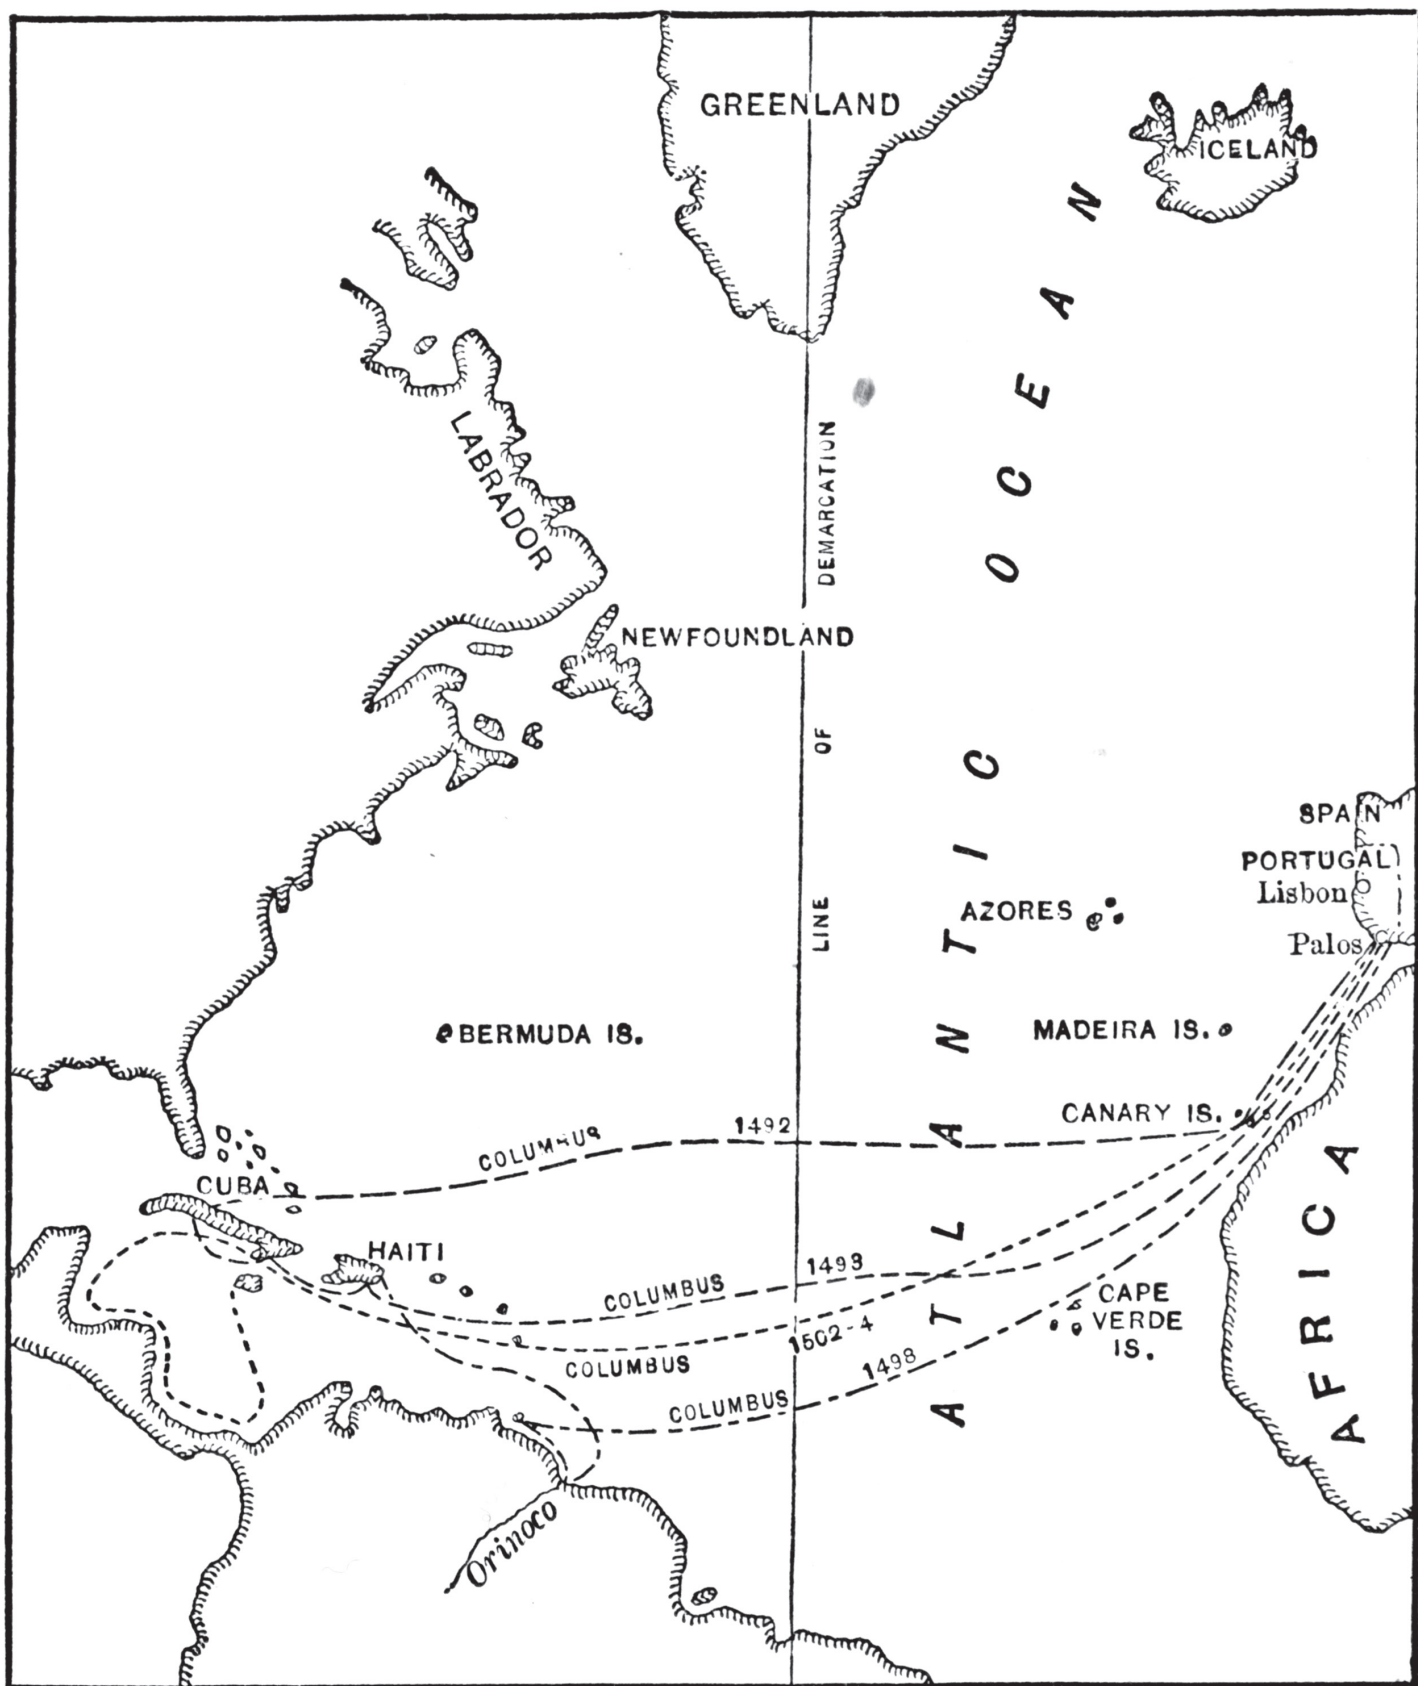 GREENLAND
ICELAND
LABRADOR
NEWFOUNDLAND
LINE OF DEMARCATION
ATLANTIC OCEAN
SPAIN
PORTUGAL
Lisbon
AZORES
Palos
BERMUDA IS.
MADEIRA IS.
CANARY IS.
COLUMBUS 1492
CUBA
HAITI
COLUMBUS 1493
CAPE
VERDE
IS.
COLUMBUS 1502-4
COLUMBUS 1498
AFRICA
Orinoco